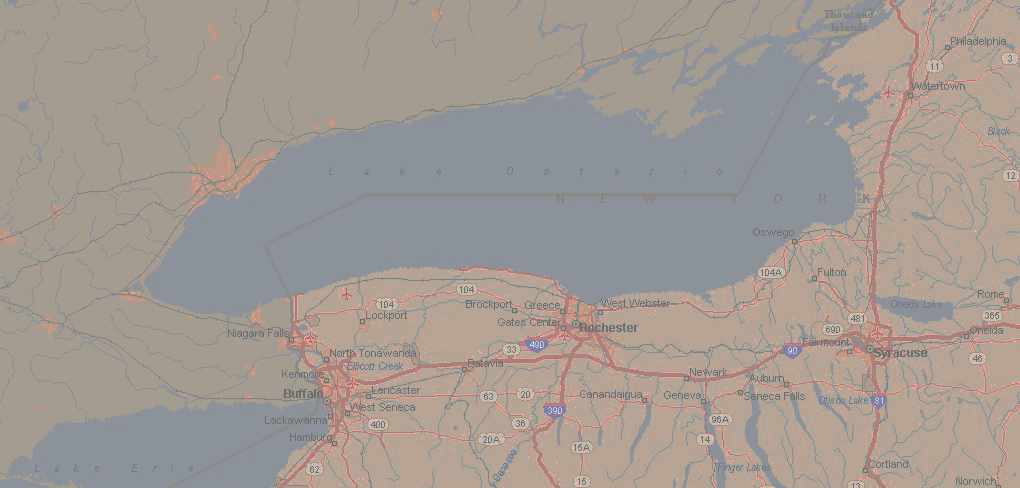 Thousand
Islands
Philadelphia
3
11
Watertown
Black
12
Lake Ontario
NEW YORK
Oswego
104A
Fulton
Oneida Lake
Rome
104
104
Brockport
Greece
West Webster
365
Lockport
Gates Center
Rochester
481
690
Oneida
Niagara Falls
490
33
90
Fairmount
Syracuse
46
North Tonawanda
Ellicott Creek
Batavia
Kenmore
Newark
Auburn
Buffalo
Lancaster
63
20
Canandaigua
Geneva
Seneca Falls
Otisco Lake
81
West Seneca
390
Lackawanna
400
36
96A
Hamburg
20A
15A
14
Lake Erie
62
Genesee
Finger Lakes
Cortland
15
13
Norwich